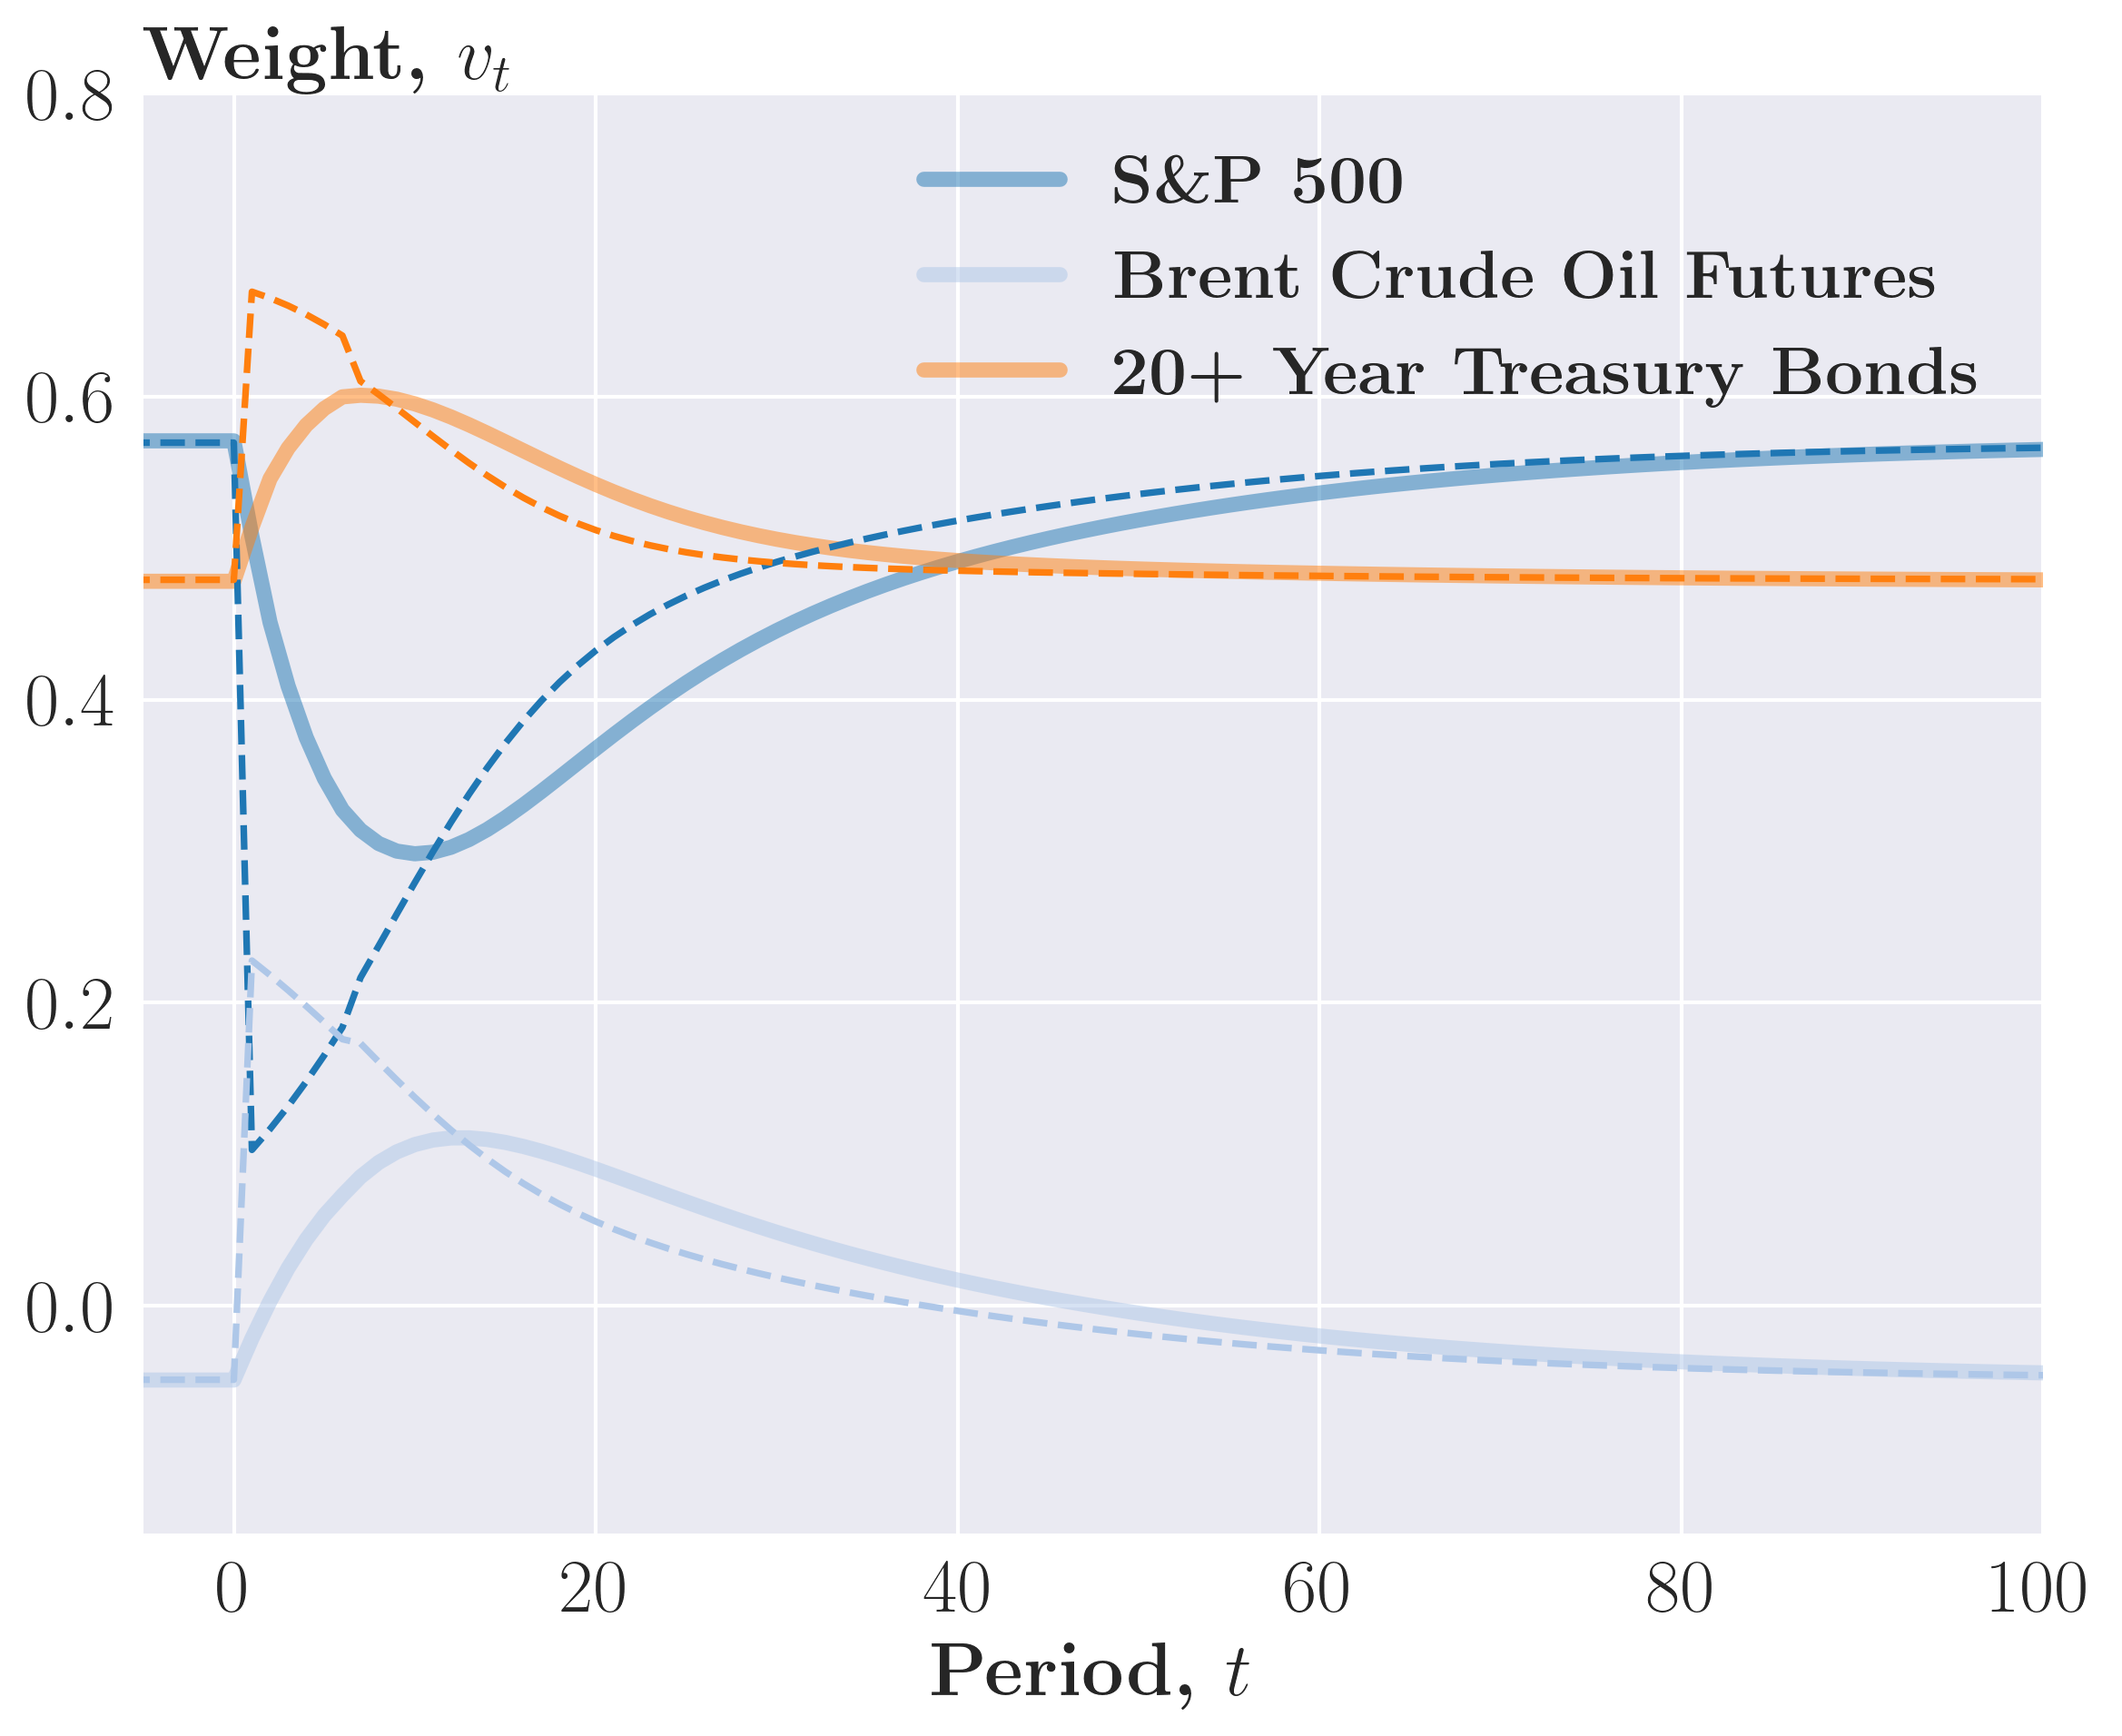 Weight, vt
0.8
S&P 500
Brent Crude Oil Futures
20+ Year Treasury Bonds
0.6
0.4
0.2
0.0
0 20 40 60 80 100
Period, t